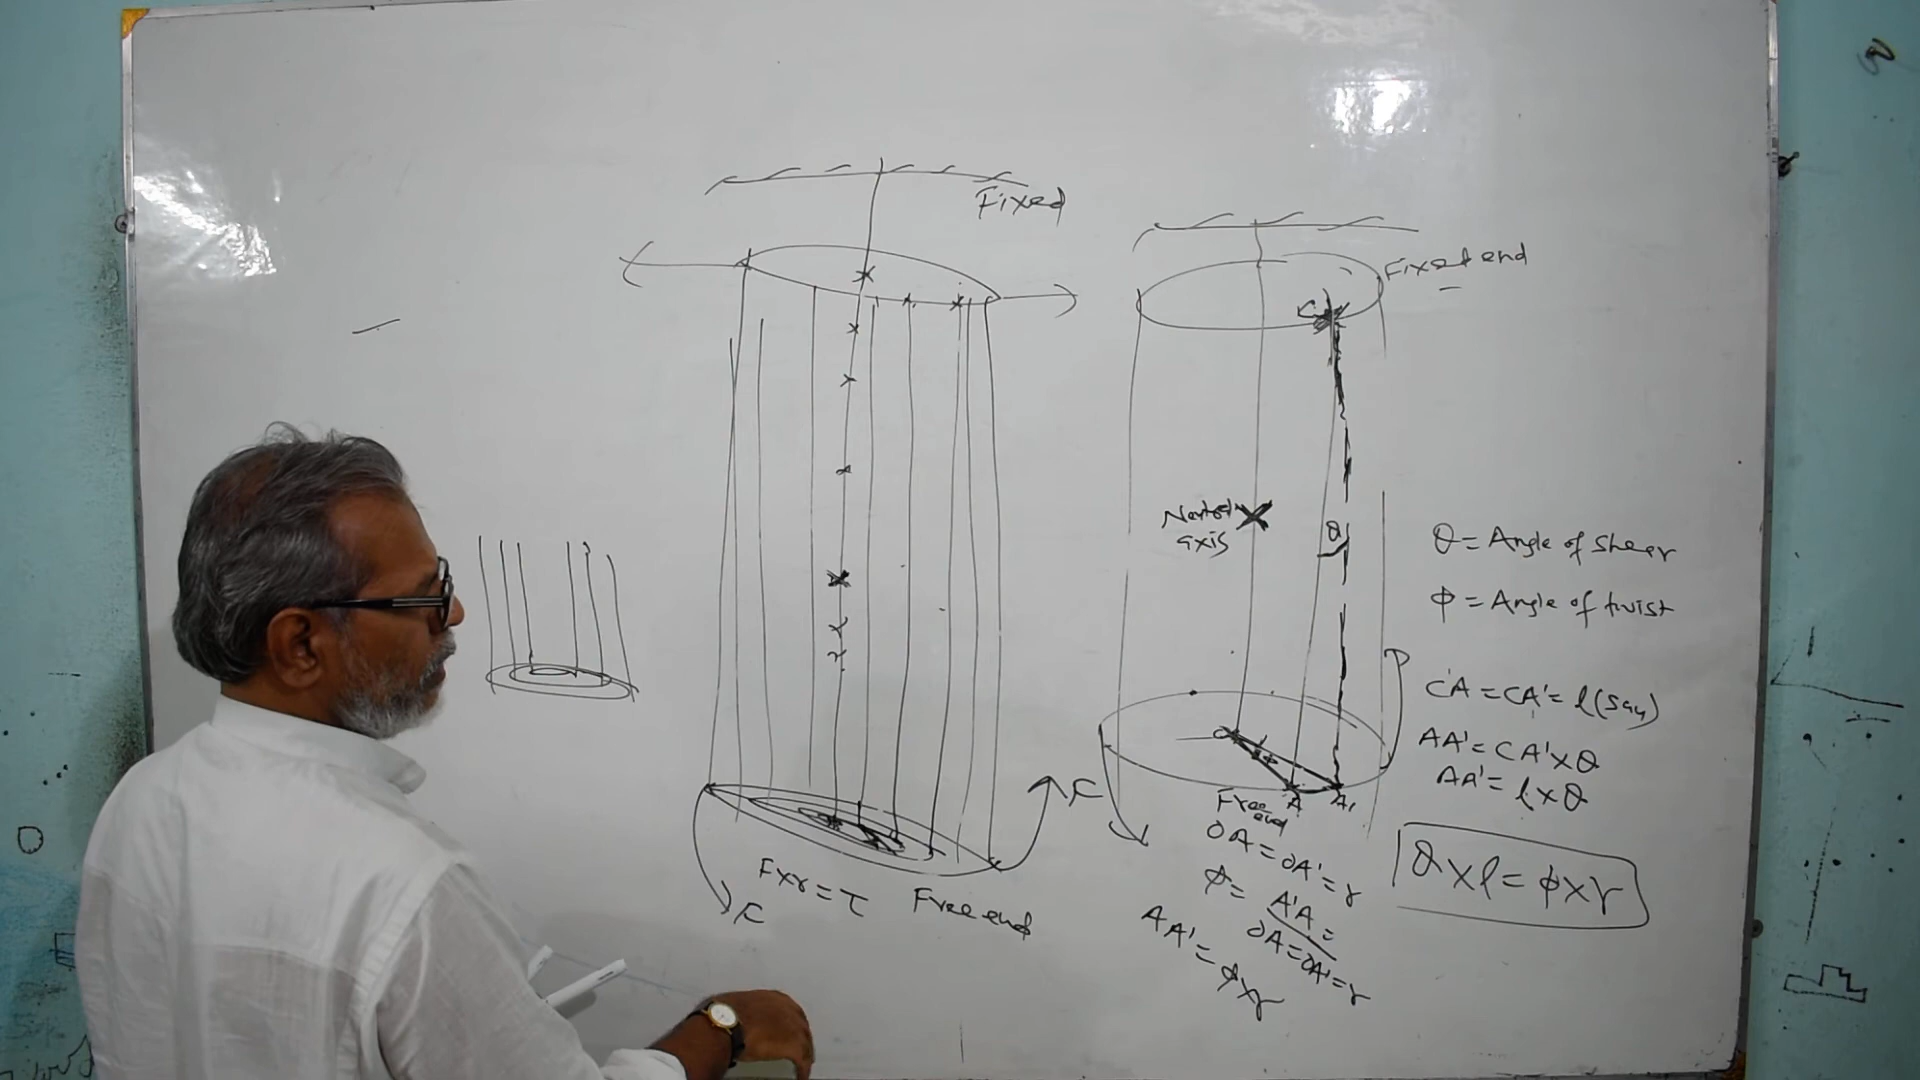 Fixed
F
F
F×r = τ
Free end
Fixed end
C
Neutral
axis
θ
O
ϕ
A
A₁
Free
end
OA = OA' = r
ϕ = A'A =
OA = OA' = r
AA' = ϕ×r
θ = Angle of shear
ϕ = Angle of twist
CA = CA' = l (say)
AA' = CA' × θ
AA' = l × θ
θ × l = ϕ × r